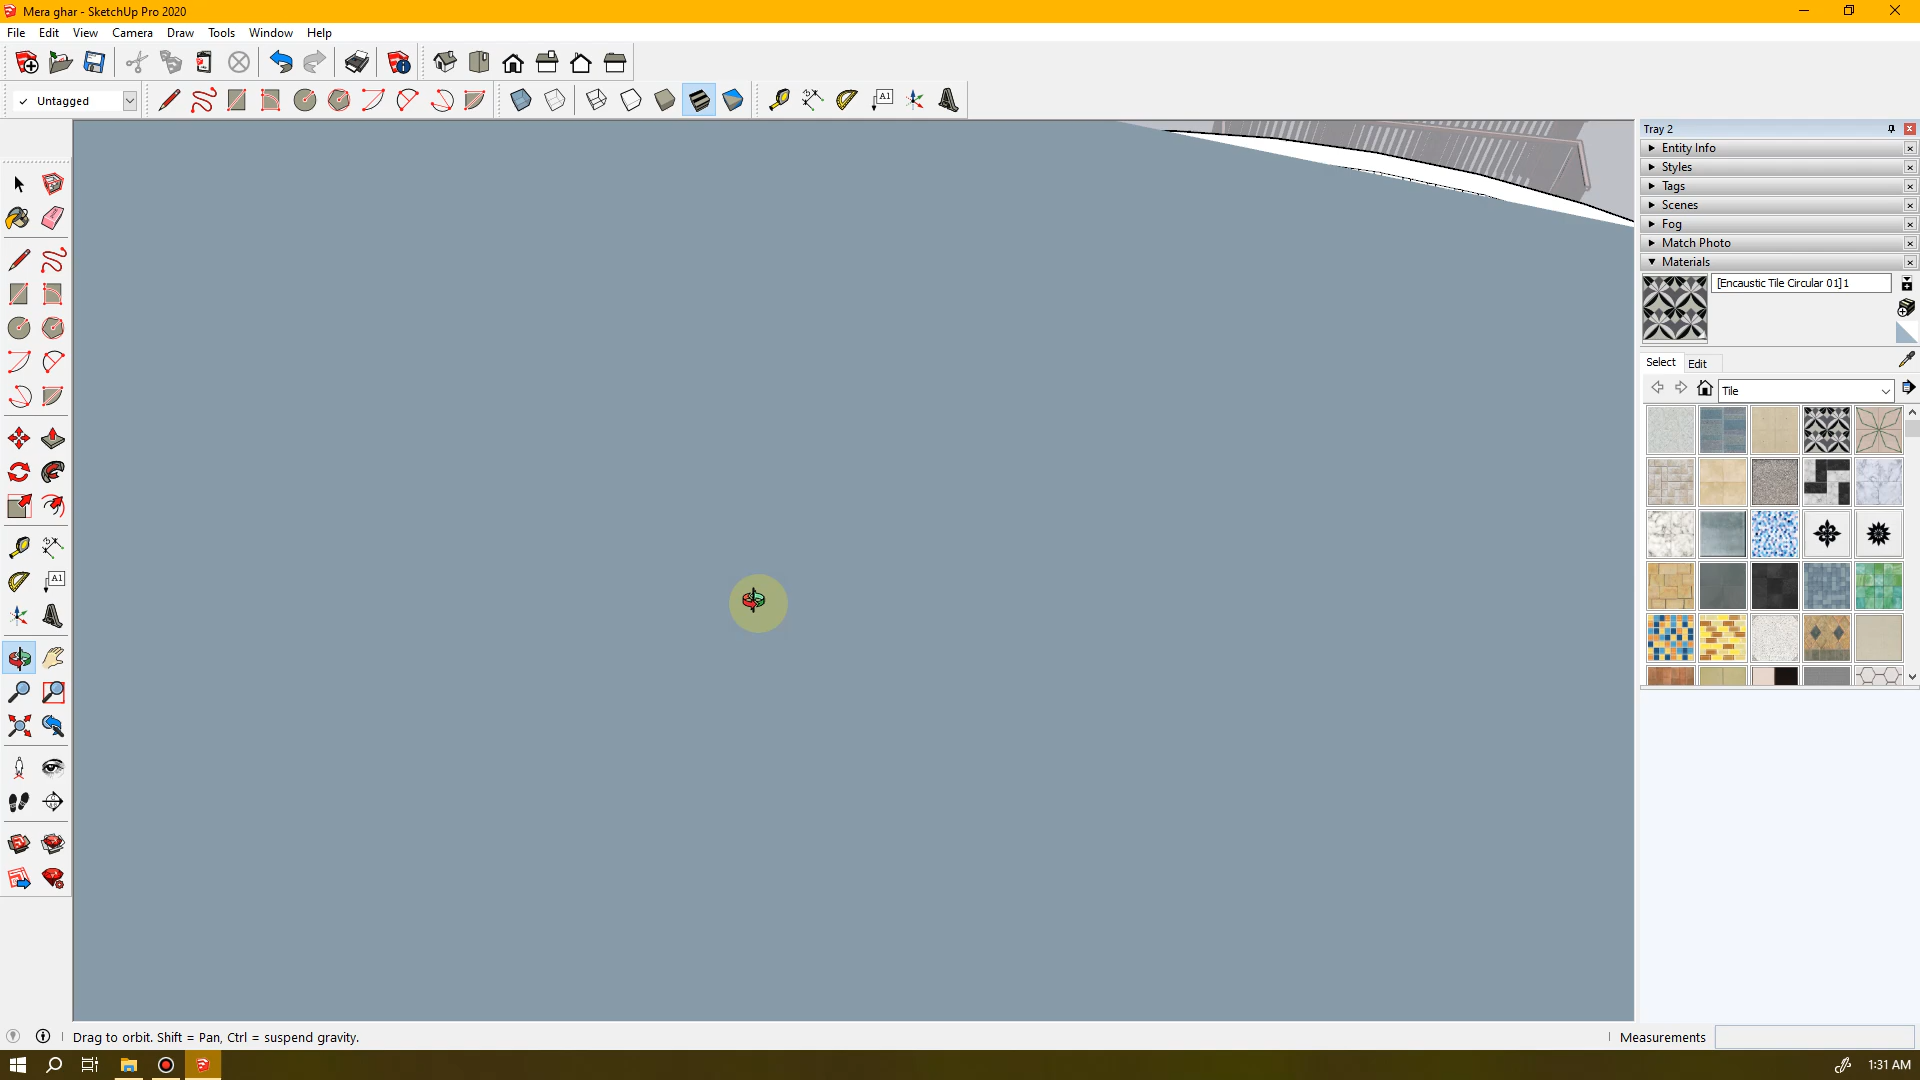 Mera ghar - SketchUp Pro 2020
File Edit View Camera Draw Tools Window Help
✓ Untagged
A1
Tray 2
Entity Info
Styles
Tags
Scenes
Fog
Match Photo
Materials
[Encaustic Tile Circular 01]1
Select Edit
Tile
A1
Drag to orbit. Shift = Pan, Ctrl = suspend gravity.
Measurements
1:31 AM